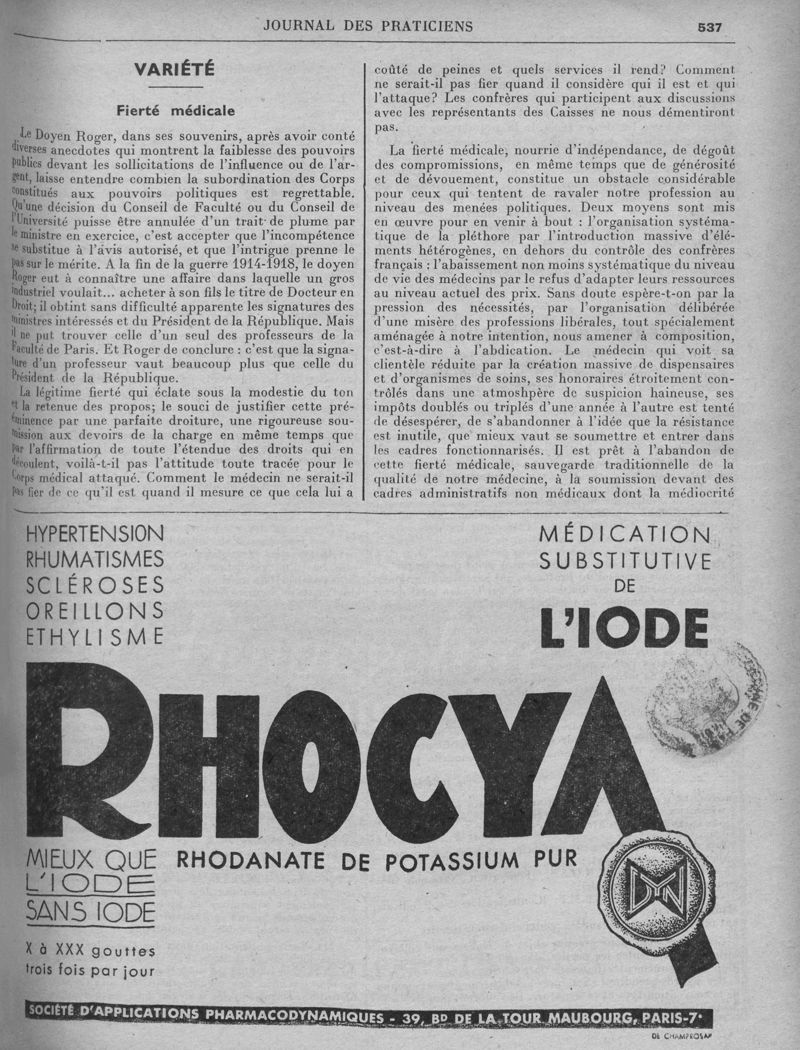 JOURNAL DES PRATICIENS
537
VARIÉTÉ
Fierté médicale
Le Doyen Roger, dans ses souvenirs, après avoir conté
diverses anecdotes qui montrent la faiblesse des pouvoirs
publics devant les sollicitations de l'influence ou de l'ar-
gent, laisse entendre combien la subordination des Corps
constitués aux pouvoirs politiques est regrettable.
Qu'une décision du Conseil de Faculté ou du Conseil de
l'Université puisse être annulée d'un trait de plume par
le ministre en exercice, c'est accepter que l'incompétence
se substitue à l'avis autorisé, et que l'intrigue prenne le
pas sur le mérite. A la fin de la guerre 1914-1918, le doyen
Roger eut à connaître une affaire dans laquelle un gros
industriel voulait... acheter à son fils le titre de Docteur en
Droit; il obtint sans difficulté apparente les signatures des
ministres intéressés et du Président de la République. Mais
il ne put trouver celle d'un seul des professeurs de la
Faculté de Paris. Et Roger de conclure : c'est que la signa-
ture d'un professeur vaut beaucoup plus que celle du
Président de la République.
La légitime fierté qui éclate sous la modestie du ton
et la retenue des propos; le souci de justifier cette pré-
éminence par une parfaite droiture, une rigoureuse sou-
mission aux devoirs de la charge en même temps que
par l'affirmation de toute l'étendue des droits qui en
découlent, voilà-t-il pas l'attitude toute tracée pour le
Corps médical attaqué. Comment le médecin ne serait-il
pas fier de ce qu'il est quand il mesure ce que cela lui a
coûté de peines et quels services il rend? Comment
ne serait-il pas fier quand il considère qui il est et qui
l'attaque? Les confrères qui participent aux discussions
avec les représentants des Caisses ne nous démentiront
pas.
La fierté médicale, nourrie d'indépendance, de dégoût
des compromissions, en même temps que de générosité
et de dévouement, constitue un obstacle considérable
pour ceux qui tentent de ravaler notre profession au
niveau des menées politiques. Deux moyens sont mis
en œuvre pour en venir à bout : l'organisation systéma-
tique de la pléthore par l'introduction massive d'élé-
ments hétérogènes, en dehors du contrôle des confrères
français ; l'abaissement non moins systématique du niveau
de vie des médecins par le refus d'adapter leurs ressources
au niveau actuel des prix. Sans doute espère-t-on par la
pression des nécessités, par l'organisation délibérée
d'une misère des professions libérales, tout spécialement
aménagée à notre intention, nous amener à composition,
c'est-à-dire à l'abdication. Le médecin qui voit sa
clientèle réduite par la création massive de dispensaires
et d'organismes de soins, ses honoraires étroitement con-
trôlés dans une atmoshpère de suspicion haineuse, ses
impôts doublés ou triplés d'une année à l'autre est tenté
de désespérer, de s'abandonner à l'idée que la résistance
est inutile, que mieux vaut se soumettre et entrer dans
les cadres fonctionnarisés. Il est prêt à l'abandon de
cette fierté médicale, sauvegarde traditionnelle de la
qualité de notre médecine, à la soumission devant des
cadres administratifs non médicaux dont la médiocrité
HYPERTENSION
RHUMATISMES
SCLÉROSES
OREILLONS
ETHYLISME
MÉDICATION
SUBSTITUTIVE
DE
L'IODE
RHOCYA
MIEUX QUE
L'IODE
SANS IODE
RHODANATE DE POTASSIUM PUR
X à XXX gouttes
trois fois par jour
DYN
SOCIÉTÉ D'APPLICATIONS PHARMACODYNAMIQUES - 39, BD DE LA TOUR MAUBOURG, PARIS-7e
DE CHAMPROSAY